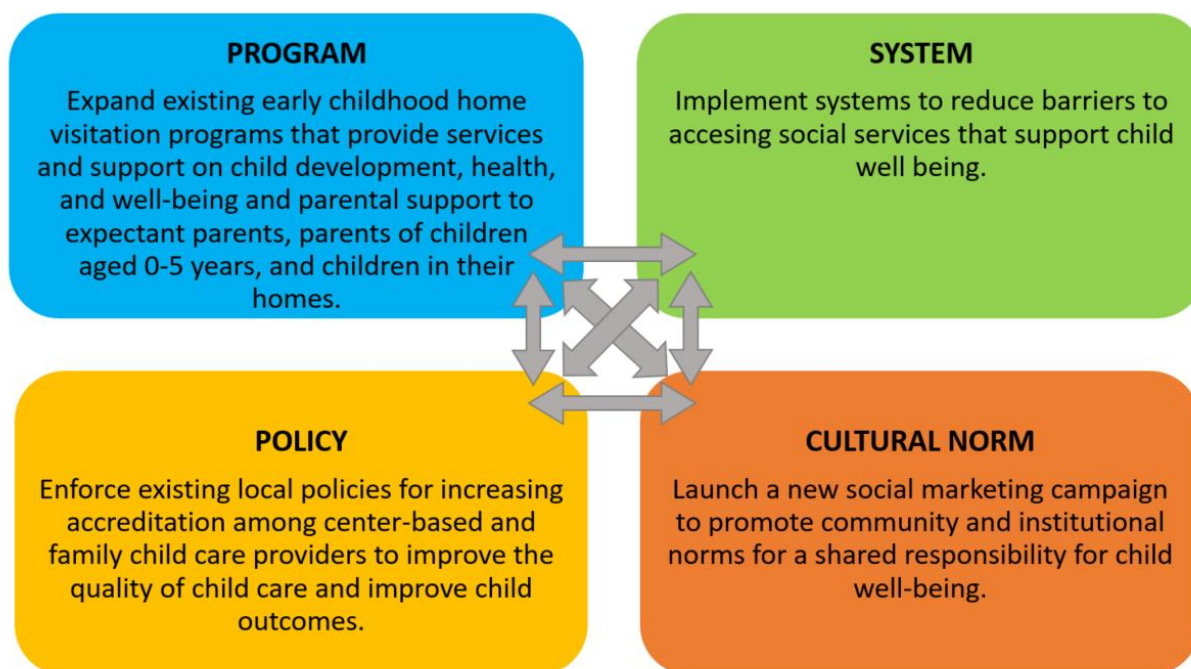 PROGRAM
Expand existing early childhood home
visitation programs that provide services
and support on child development, health,
and well-being and parental support to
expectant parents, parents of children
aged 0-5 years, and children in their
homes.
SYSTEM
Implement systems to reduce barriers to
accesing social services that support child
well being.
POLICY
Enforce existing local policies for increasing
accreditation among center-based and
family child care providers to improve the
quality of child care and improve child
outcomes.
CULTURAL NORM
Launch a new social marketing campaign
to promote community and institutional
norms for a shared responsibility for child
well-being.